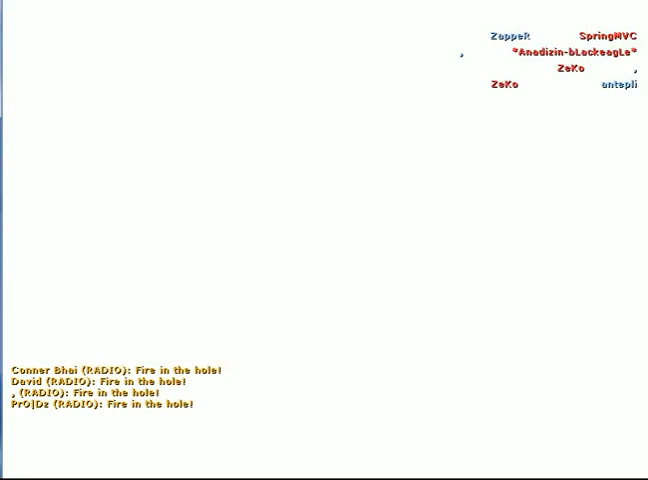 ZappeR SpringMVC
, *Anadizin-bLackeagLe*
ZeKo ,
ZeKo antepli
Conner Bhai (RADIO): Fire in the hole!
David (RADIO): Fire in the hole!
, (RADIO): Fire in the hole!
PrO|Dz (RADIO): Fire in the hole!